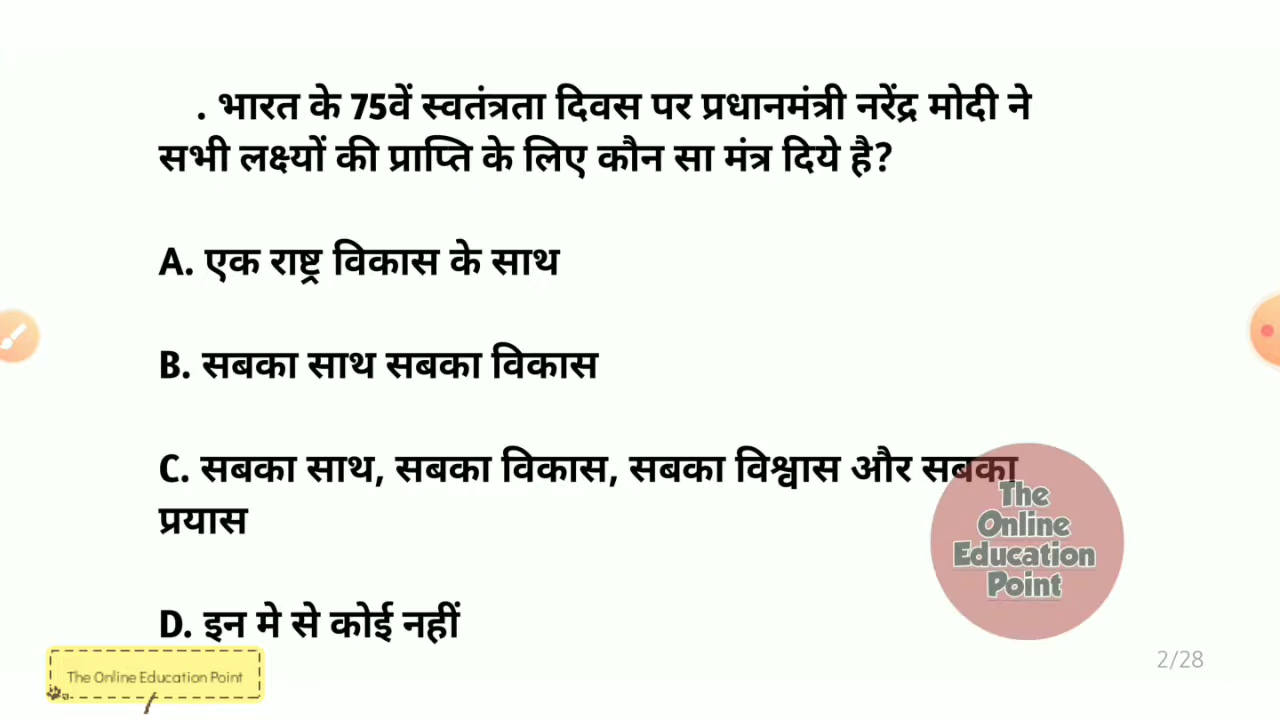 . भारत के 75वें स्वतंत्रता दिवस पर प्रधानमंत्री नरेंद्र मोदी ने
सभी लक्ष्यों की प्राप्ति के लिए कौन सा मंत्र दिये है?
A. एक राष्ट्र विकास के साथ
B. सबका साथ सबका विकास
C. सबका साथ, सबका विकास, सबका विश्वास और सबका
प्रयास
D. इन मे से कोई नहीं
The
Online
Education
Point
The Online Education Point
2/28